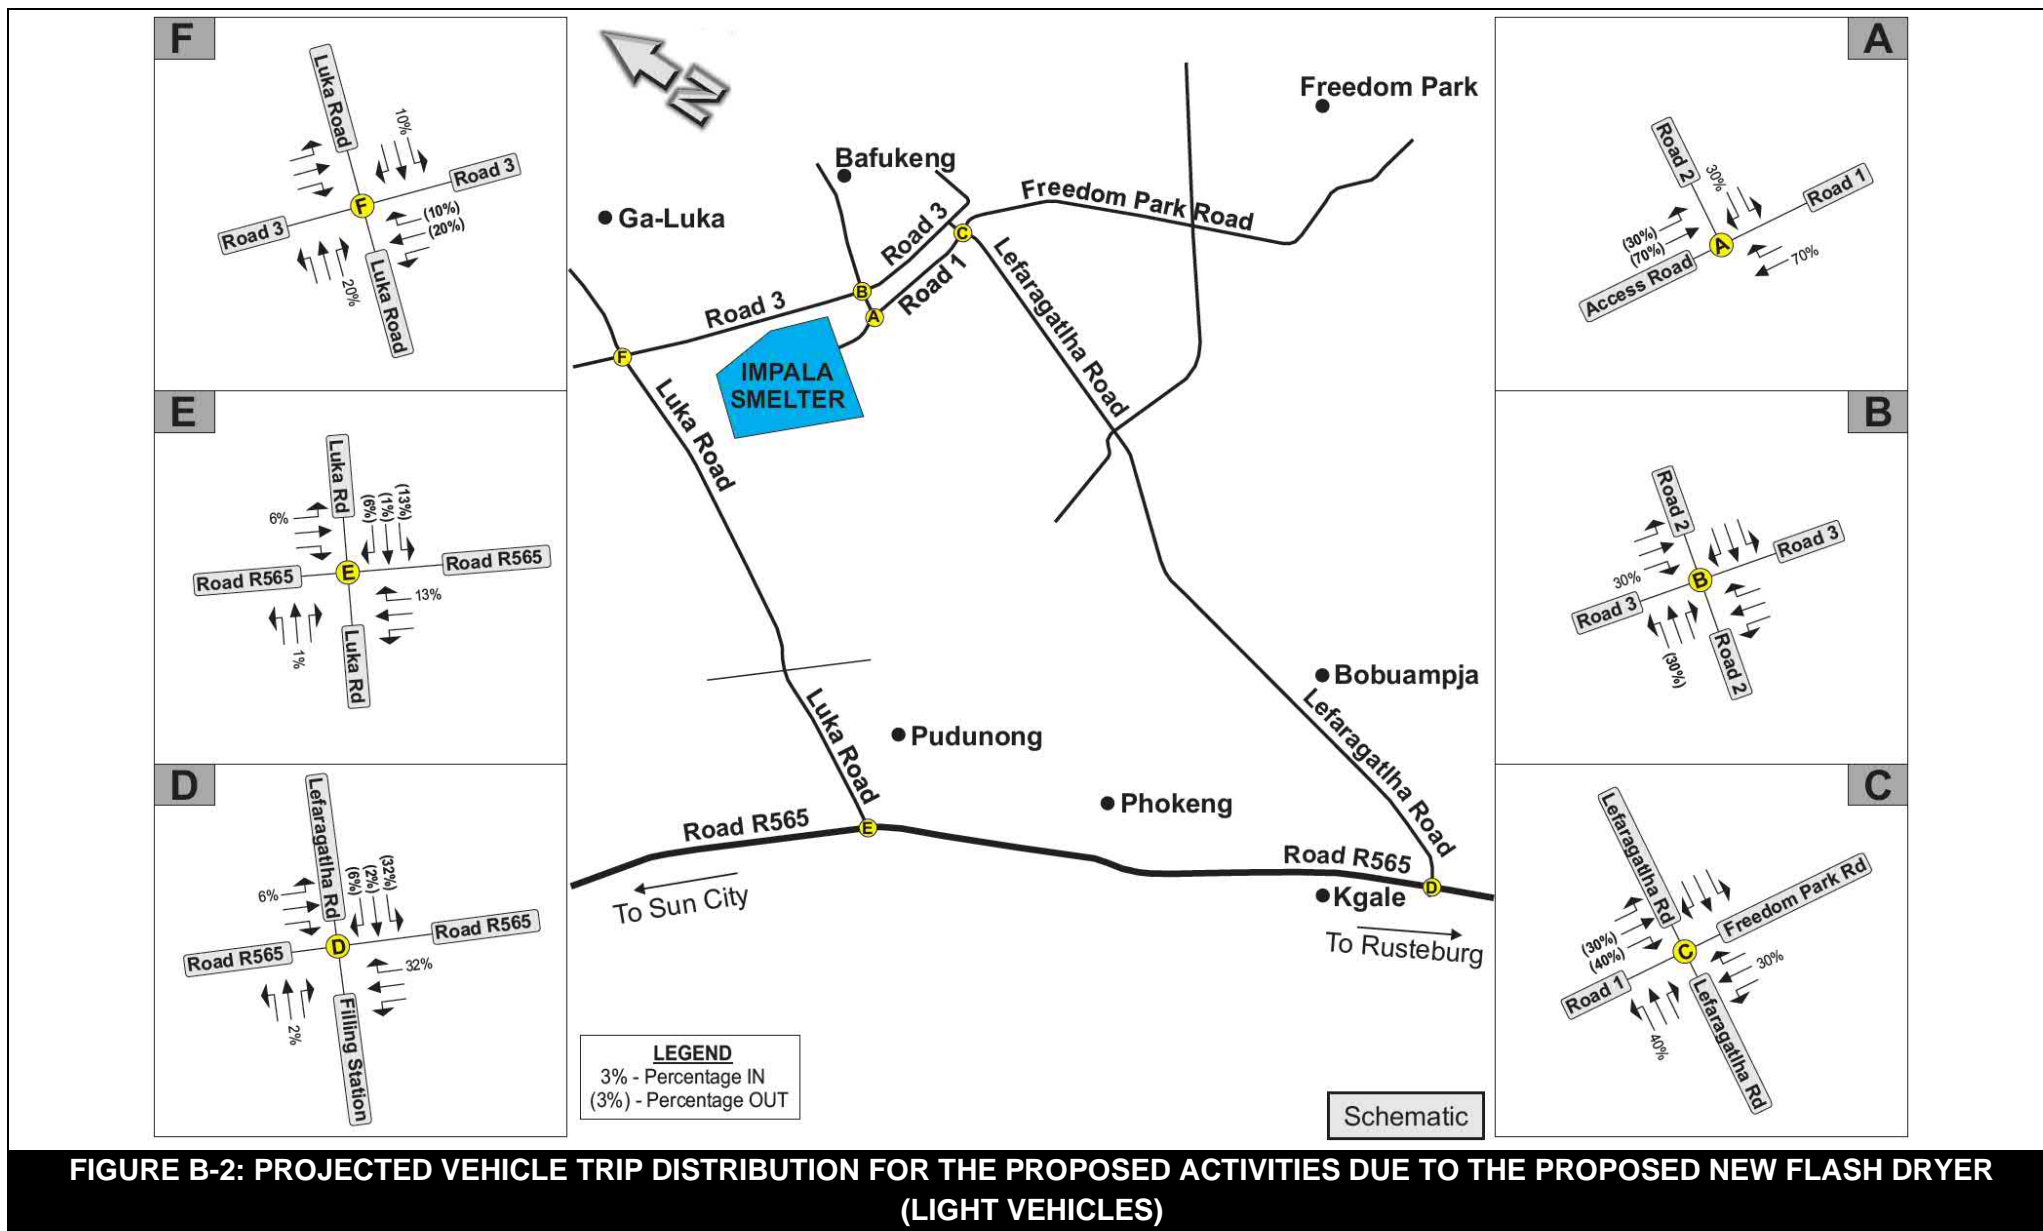 F
Luka Road
10%
Road 3
F
(10%)
(20%)
Road 3
20%
Luka Road
E
Luka Rd
6%
(6%)
(1%)
(13%)
Road R565
E
Road R565
13%
1%
Luka Rd
D
Lefaragatlha Rd
6%
(6%)
(2%)
(32%)
Road R565
D
Road R565
32%
2%
Filling Station
N
Freedom Park
Bafukeng
Ga-Luka
Freedom Park Road
Road 3
C
Road 1
Lefaragatlha Road
B
Road 3
A
F
IMPALA
SMELTER
Luka Road
Bobuampja
Lefaragatlha Road
Luka Road
Pudunong
Phokeng
Road R565
E
Road R565
D
To Sun City
Kgale
To Rusteburg
LEGEND
3% - Percentage IN
(3%) - Percentage OUT
Schematic
A
Road 2
30%
Road 1
(30%)
(70%)
A
70%
Access Road
B
Road 2
Road 3
30%
B
Road 3
(30%)
Road 2
C
Lefaragatlha Rd
Freedom Park Rd
(30%)
(40%)
C
30%
Road 1
40%
Lefaragatlha Rd
FIGURE B-2: PROJECTED VEHICLE TRIP DISTRIBUTION FOR THE PROPOSED ACTIVITIES DUE TO THE PROPOSED NEW FLASH DRYER
(LIGHT VEHICLES)